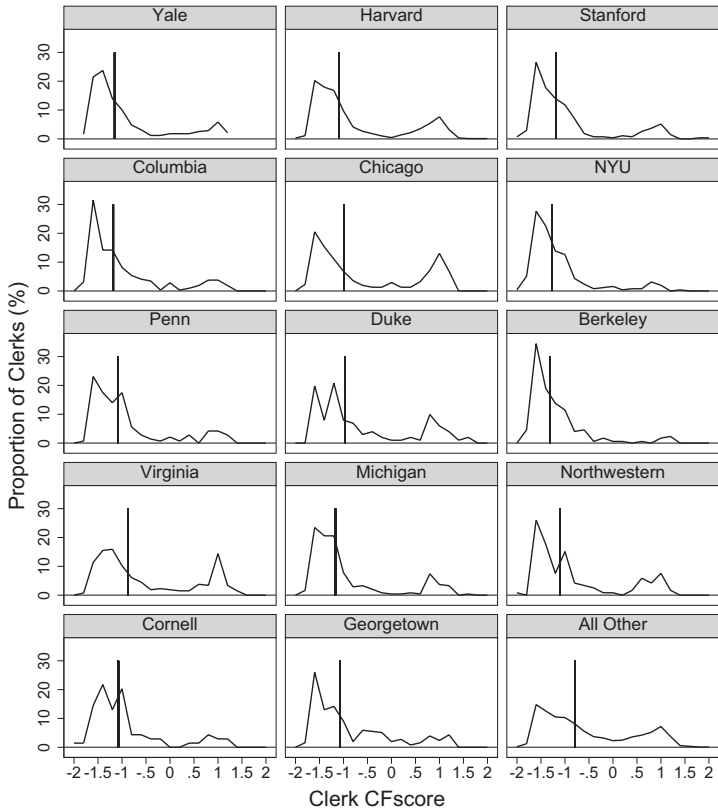 Yale Harvard Stanford
30
20
10
0
Columbia Chicago NYU
30
20
10
0
Penn Duke Berkeley
30
20
10
0
Virginia Michigan Northwestern
30
20
10
0
Cornell Georgetown All Other
30
20
10
0
-2 -1.5 -1 -.5 0 .5 1 1.5 2 -2 -1.5 -1 -.5 0 .5 1 1.5 2 -2 -1.5 -1 -.5 0 .5 1 1.5 2
Proportion of Clerks (%)
Clerk CFscore